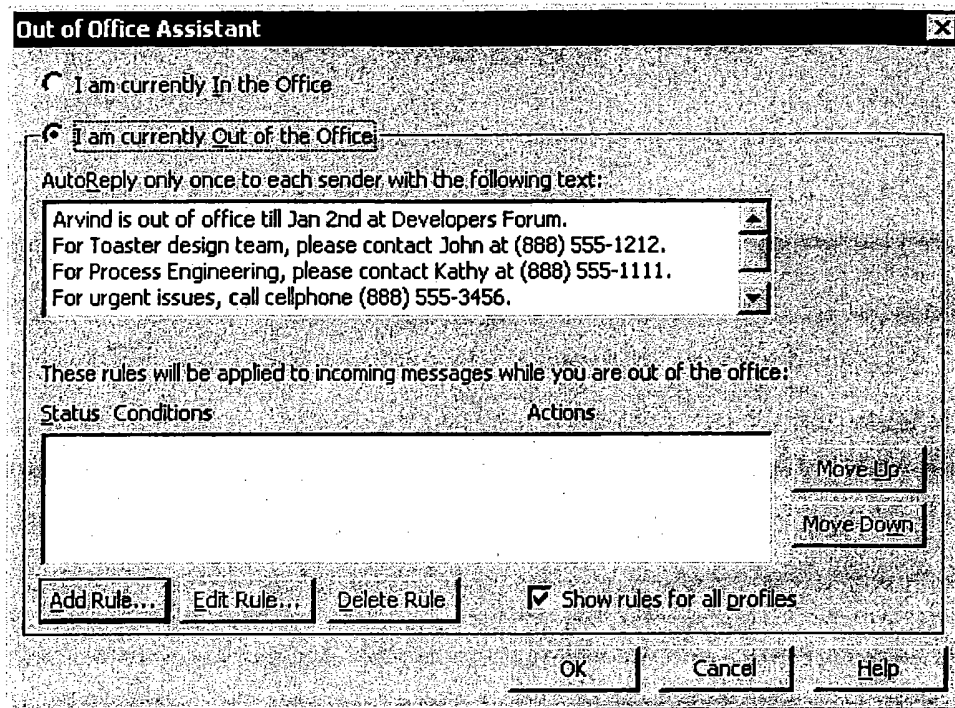 Out of Office Assistant
I am currently In the Office
I am currently Out of the Office
AutoReply only once to each sender with the following text:
Arvind is out of office till Jan 2nd at Developers Forum.
For Toaster design team, please contact John at (888) 555-1212.
For Process Engineering, please contact Kathy at (888) 555-1111.
For urgent issues, call cellphone (888) 555-3456.
These rules will be applied to incoming messages while you are out of the office:
Status Conditions Actions
Move Up
Move Down
Add Rule... Edit Rule... Delete Rule Show rules for all profiles
OK Cancel Help